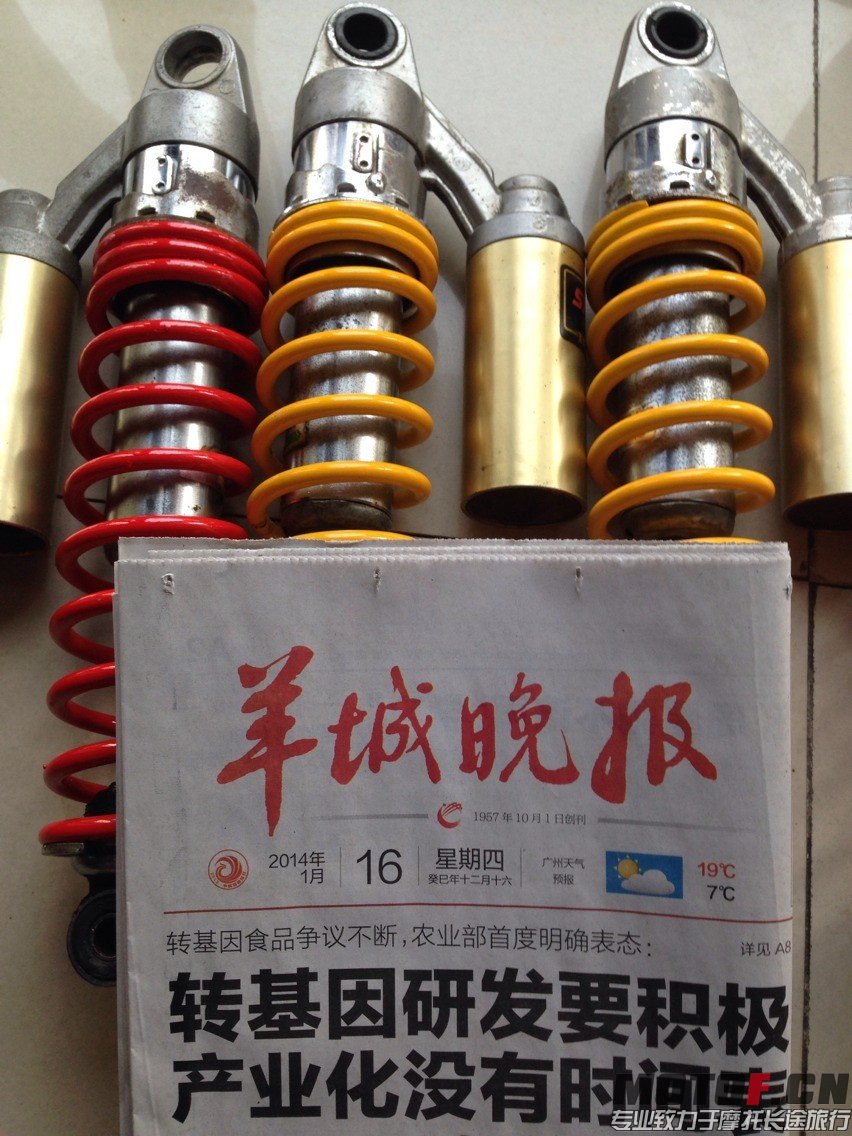 羊城晚报
1957年10月1日创刊
2014年
1月
16
星期四
癸巳年十二月十六
广州天气
预报
19℃
7℃
转基因食品争议不断,农业部首度明确表态:
详见 A8
转基因研发要积极
产业化没有时间表
MOTOF.CN
专业致力于摩托长途旅行